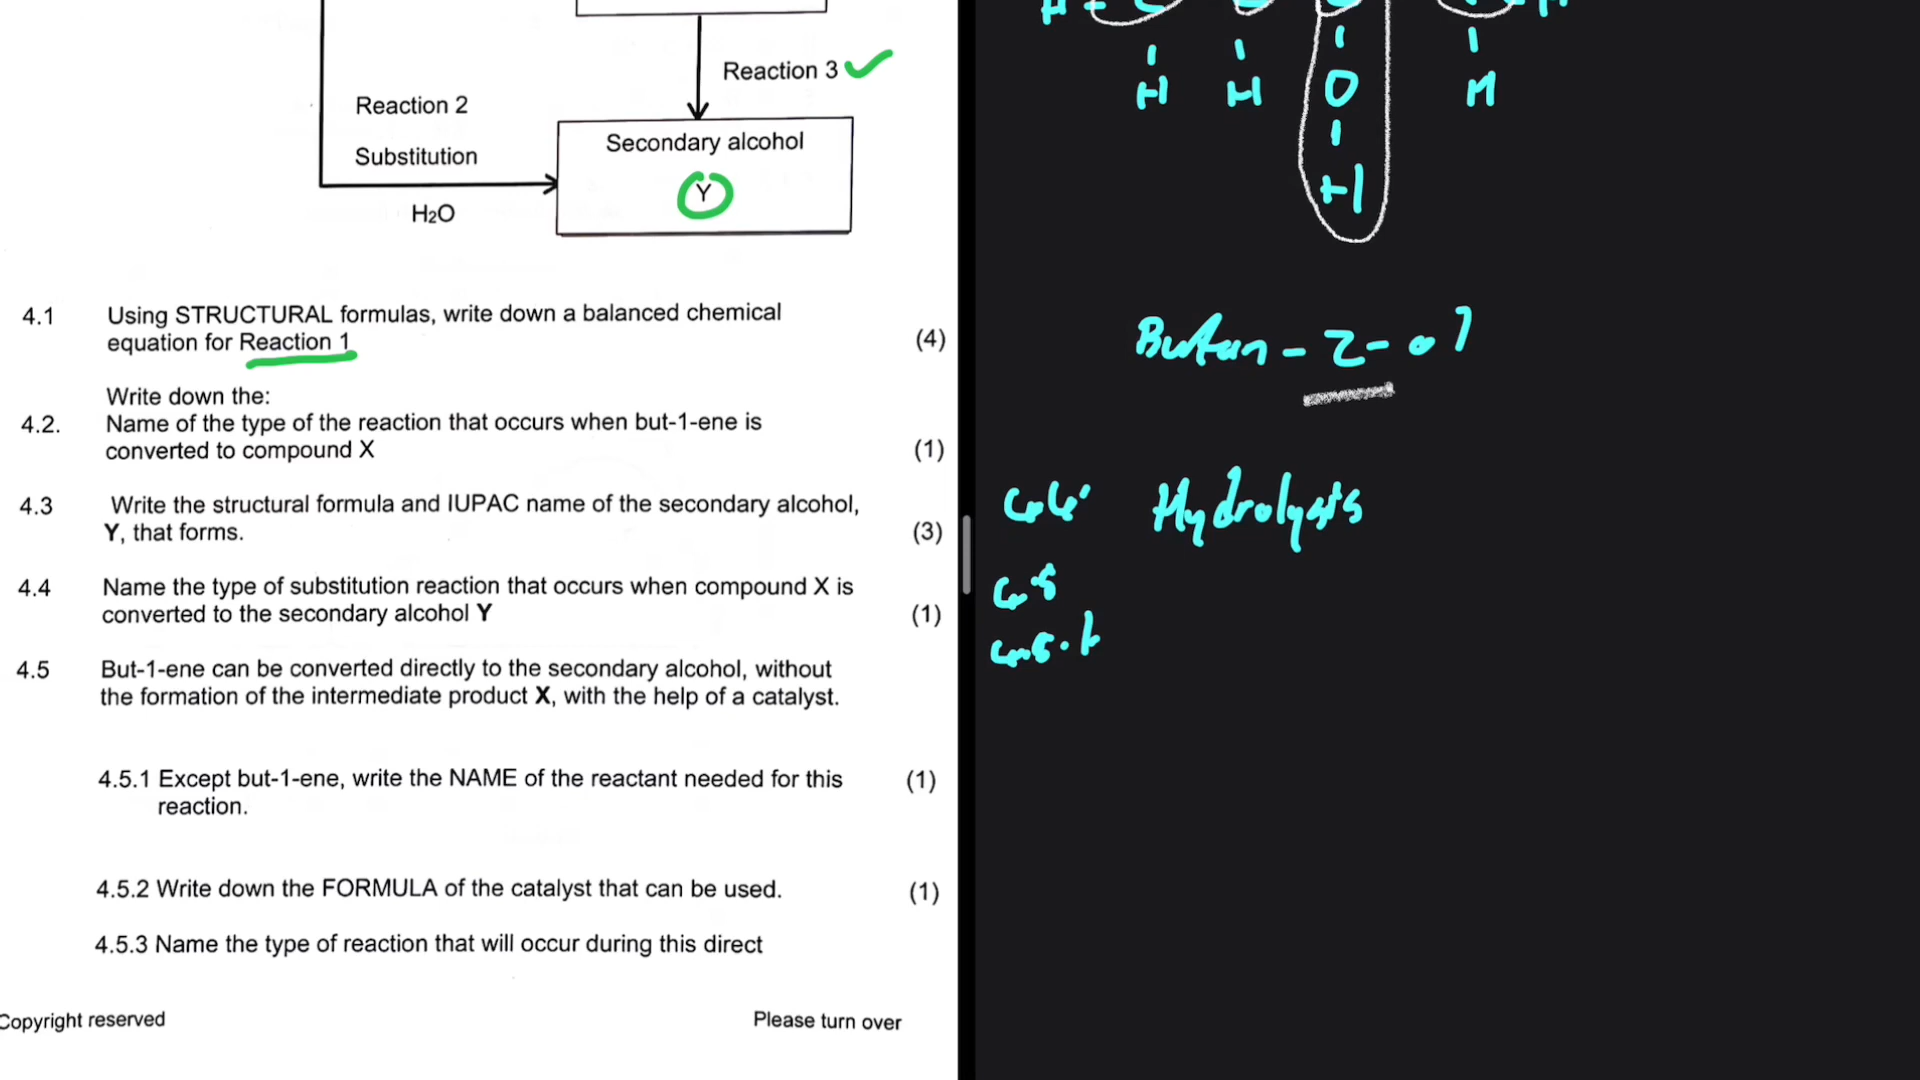 Reaction 3
Reaction 2
Substitution
H2O
Secondary alcohol
Y
4.1 Using STRUCTURAL formulas, write down a balanced chemical
equation for Reaction 1 (4)
Write down the:
4.2. Name of the type of the reaction that occurs when but-1-ene is
converted to compound X (1)
4.3 Write the structural formula and IUPAC name of the secondary alcohol,
Y, that forms. (3)
4.4 Name the type of substitution reaction that occurs when compound X is
converted to the secondary alcohol Y (1)
4.5 But-1-ene can be converted directly to the secondary alcohol, without
the formation of the intermediate product X, with the help of a catalyst.
4.5.1 Except but-1-ene, write the NAME of the reactant needed for this (1)
reaction.
4.5.2 Write down the FORMULA of the catalyst that can be used. (1)
4.5.3 Name the type of reaction that will occur during this direct
Copyright reserved Please turn over
H H O H
H
Butan-2-ol
Hydrolysis